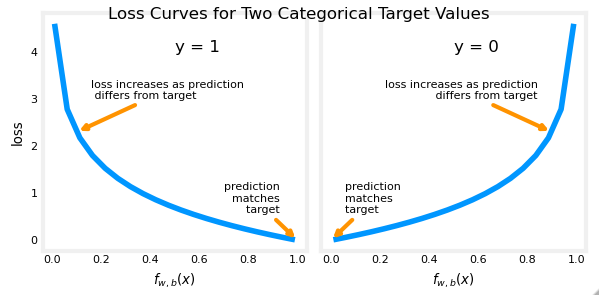 Loss Curves for Two Categorical Target Values
y = 1
loss increases as prediction
differs from target
prediction
matches
target
loss
4
3
2
1
0
0.0 0.2 0.4 0.6 0.8 1.0
f_{w,b}(x)
y = 0
loss increases as prediction
differs from target
prediction
matches
target
0.0 0.2 0.4 0.6 0.8 1.0
f_{w,b}(x)